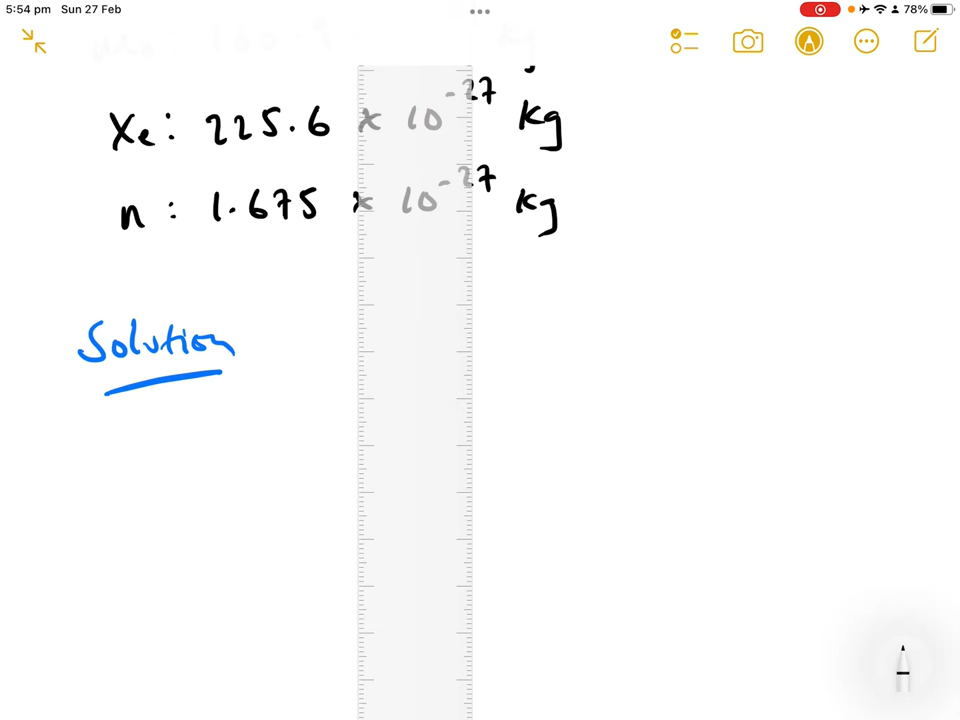 5:54 pm Sun 27 Feb
78%
Xe: 225.6 x 10⁻²⁷ kg
n : 1.675 x 10⁻²⁷ kg
Solution